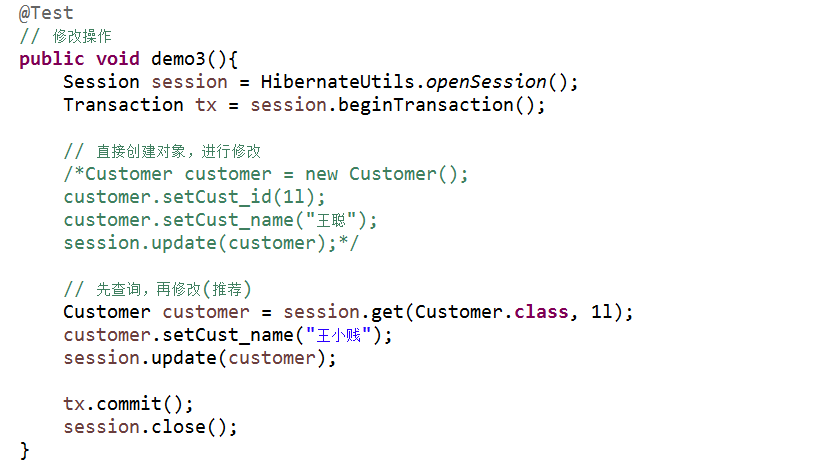 @Test
// 修改操作
public void demo3(){
    Session session = HibernateUtils.openSession();
    Transaction tx = session.beginTransaction();

    // 直接创建对象，进行修改
    /*Customer customer = new Customer();
    customer.setCust_id(1l);
    customer.setCust_name("王聪");
    session.update(customer);*/

    // 先查询，再修改(推荐)
    Customer customer = session.get(Customer.class, 1l);
    customer.setCust_name("王小贱");
    session.update(customer);

    tx.commit();
    session.close();
}